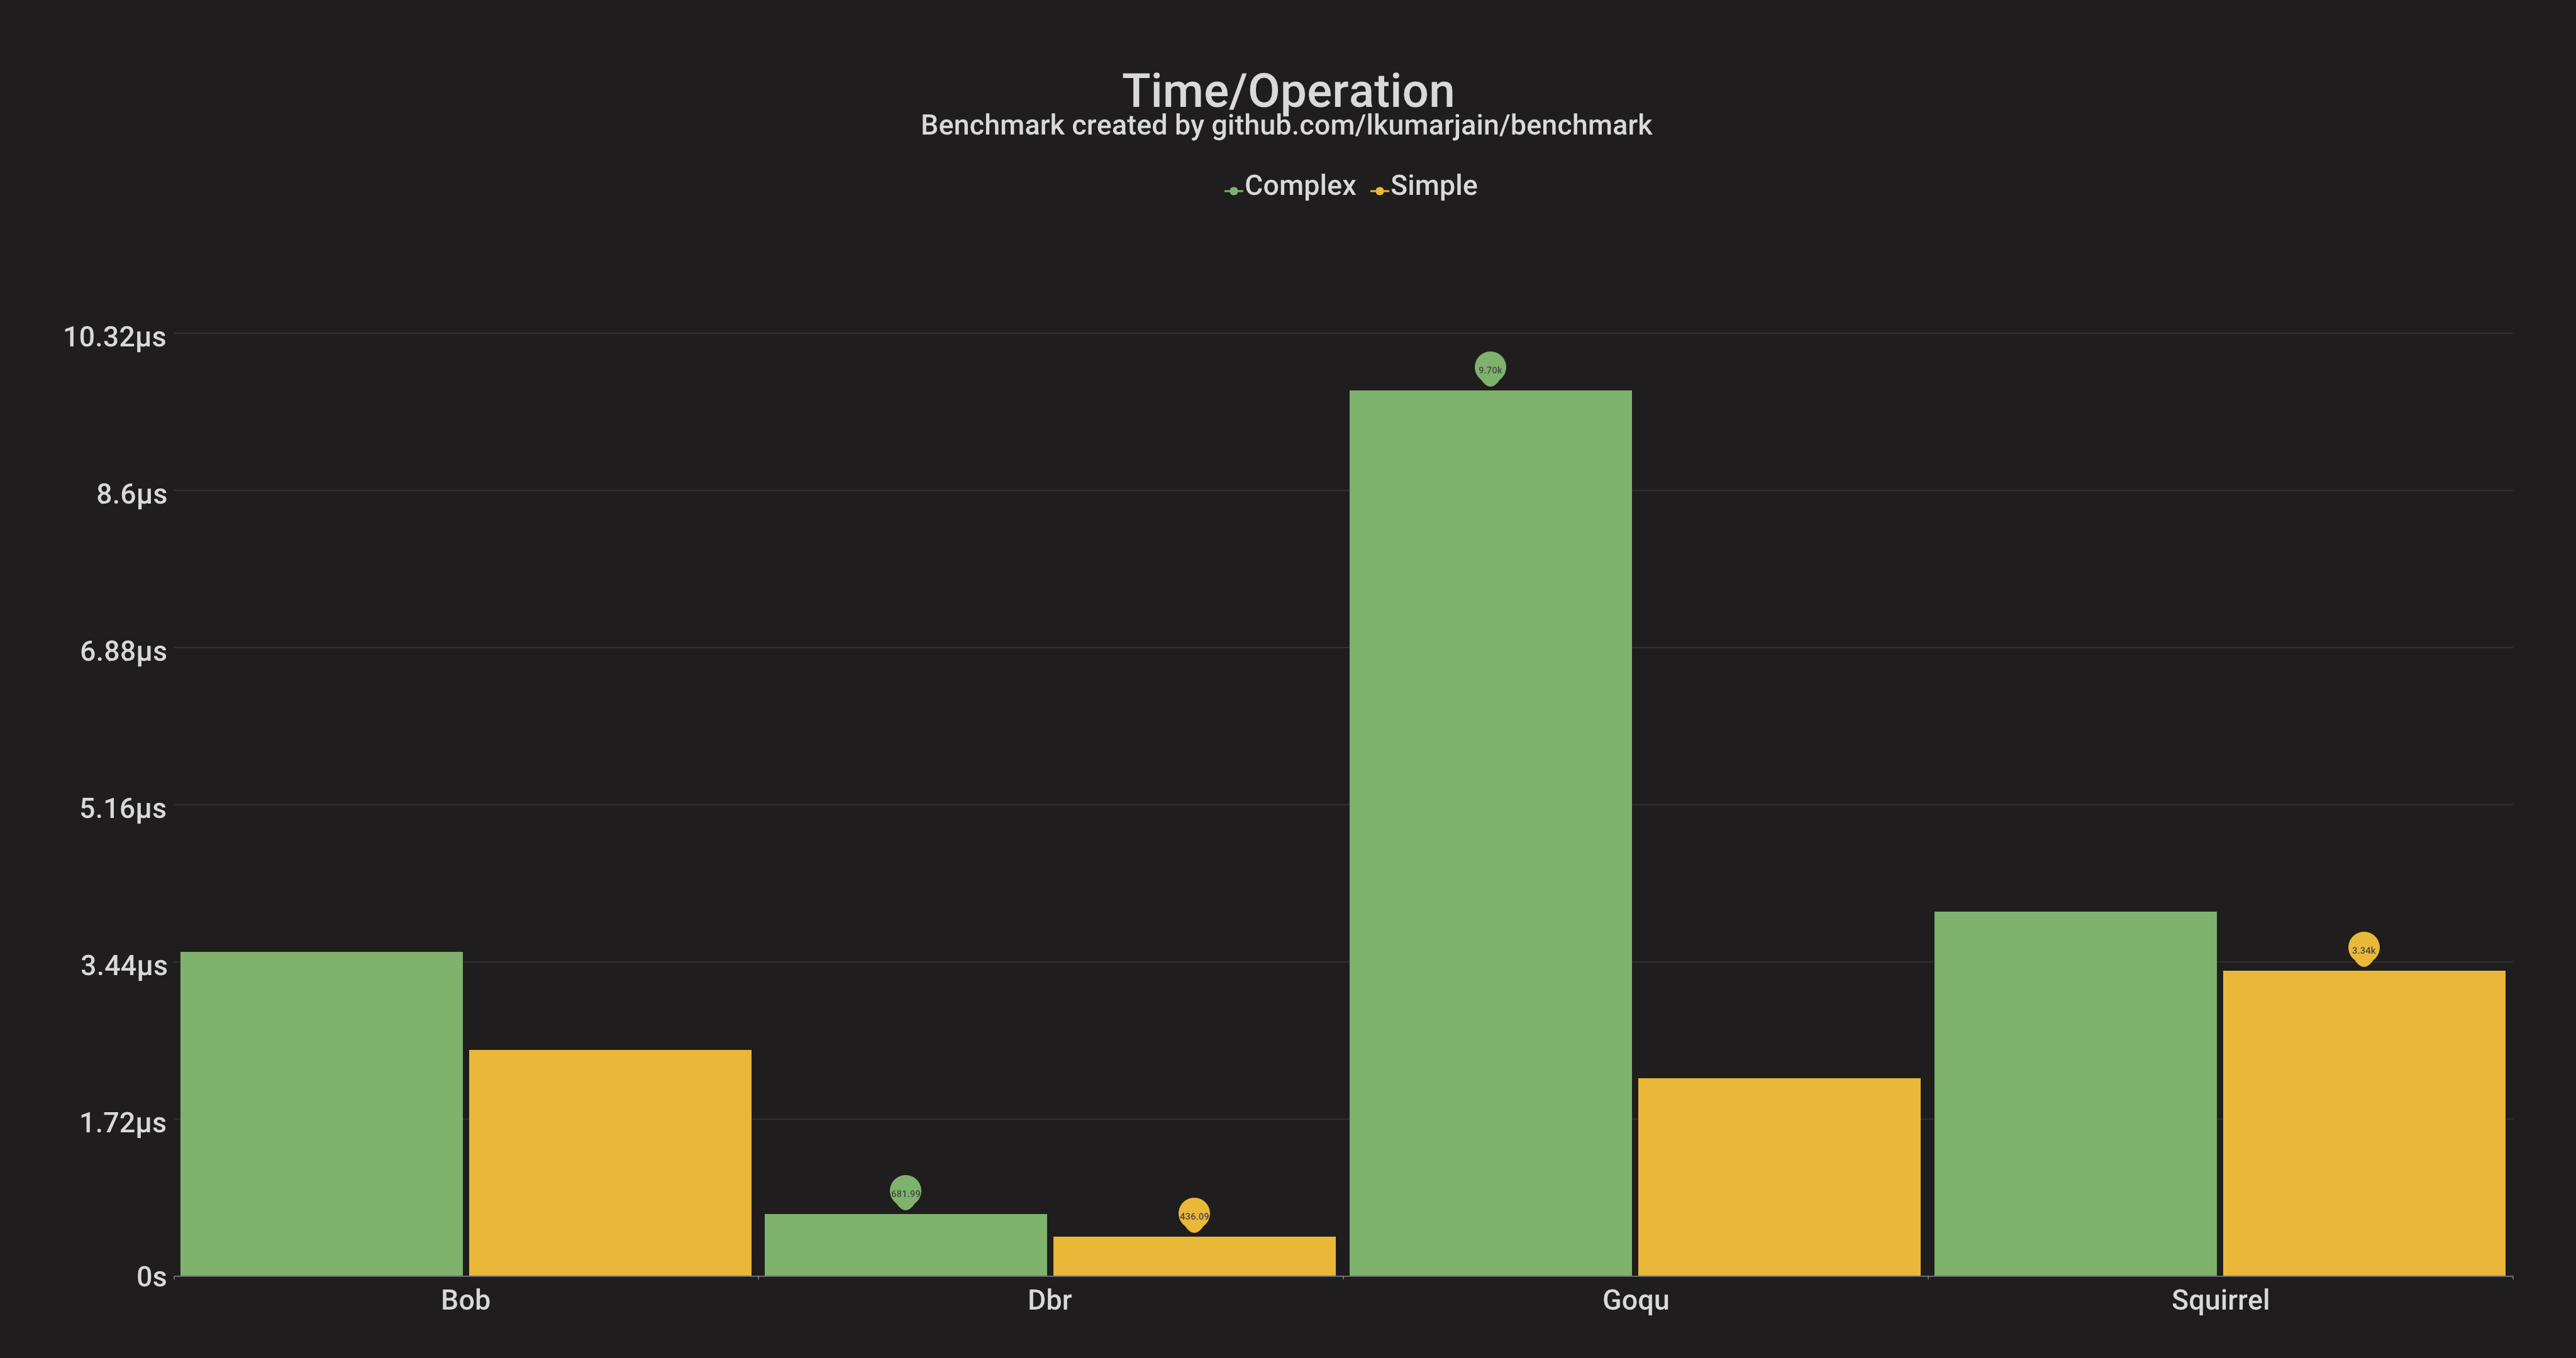 Time/Operation
Benchmark created by github.com/lkumarjain/benchmark
Complex Simple
10.32µs
9.70k
8.6µs
6.88µs
5.16µs
3.34k
3.44µs
1.72µs
681.99
436.09
0s
Bob Dbr Goqu Squirrel